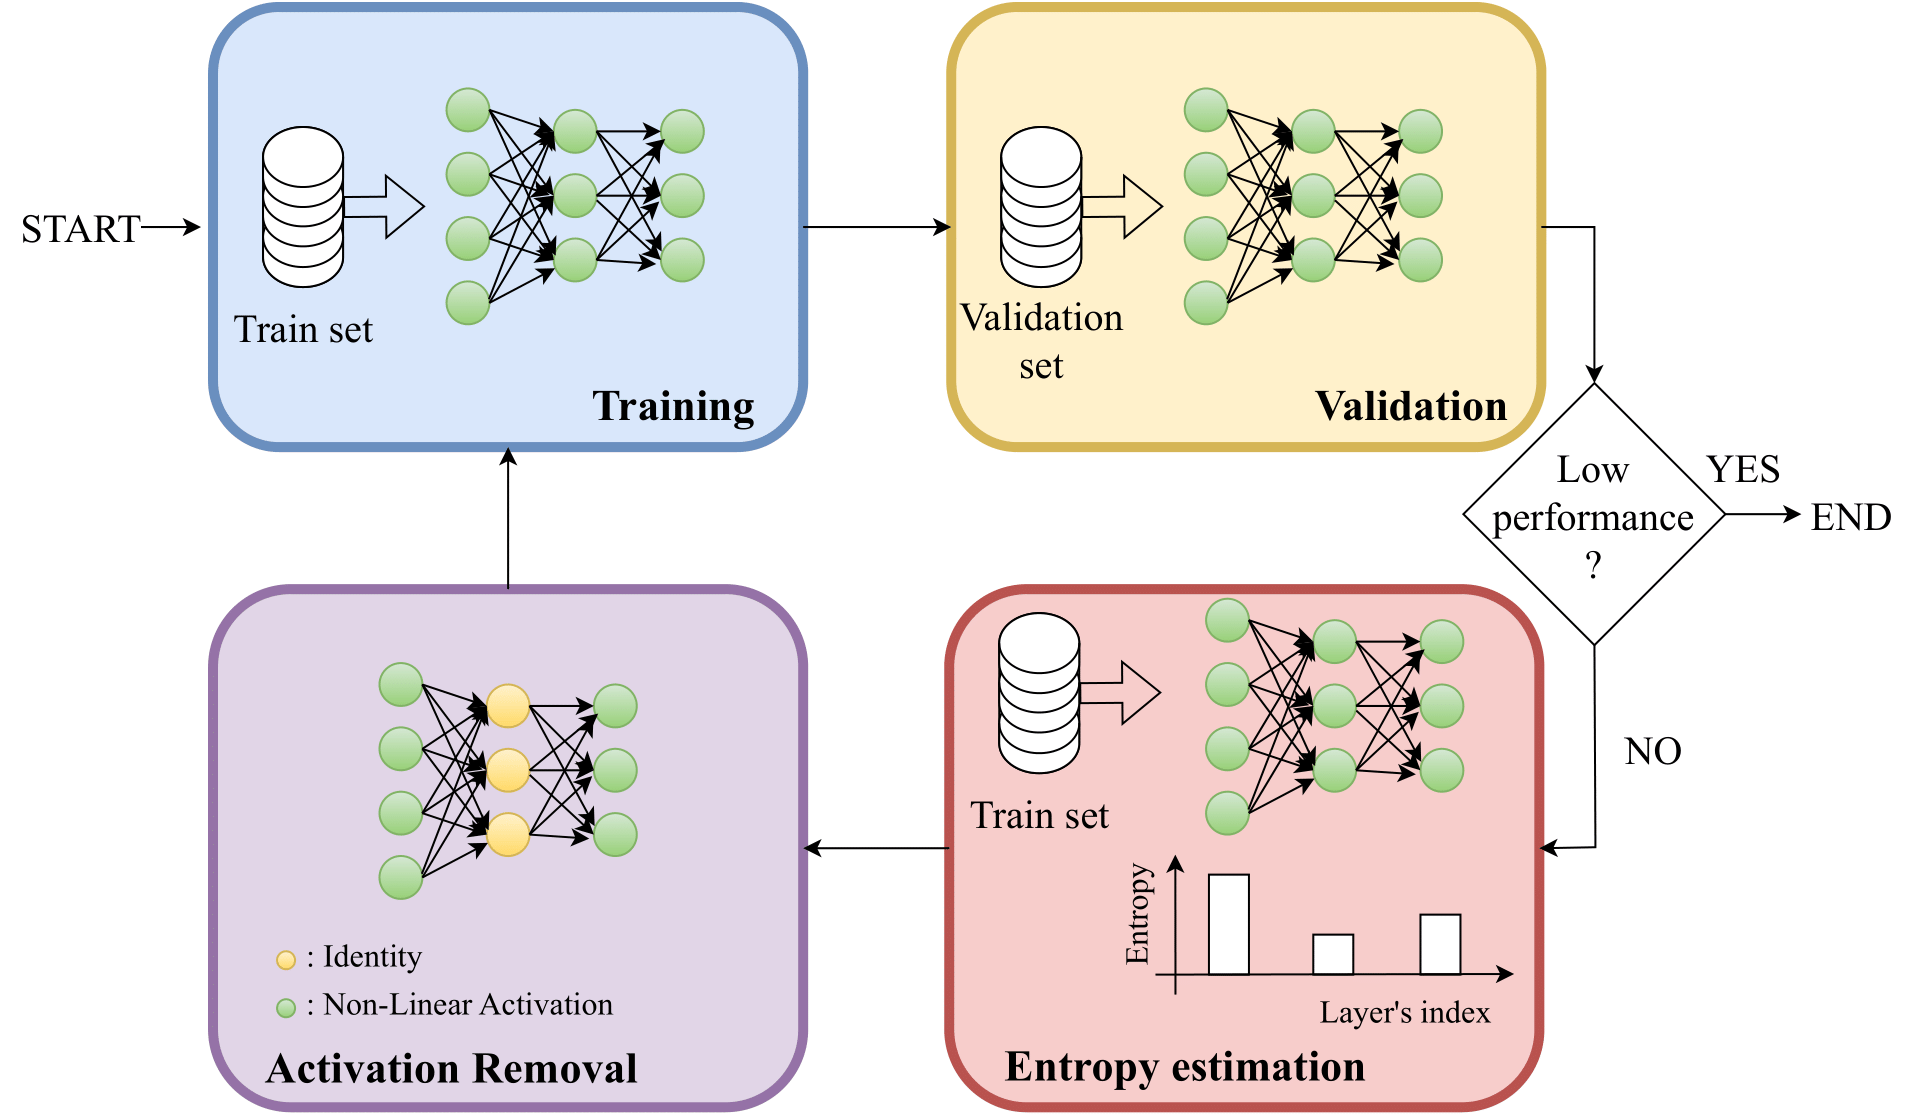 START
Train set
Training
Validation
set
Validation
Low
performance
?
YES
END
NO
Train set
Entropy
Layer's index
Entropy estimation
: Identity
: Non-Linear Activation
Activation Removal